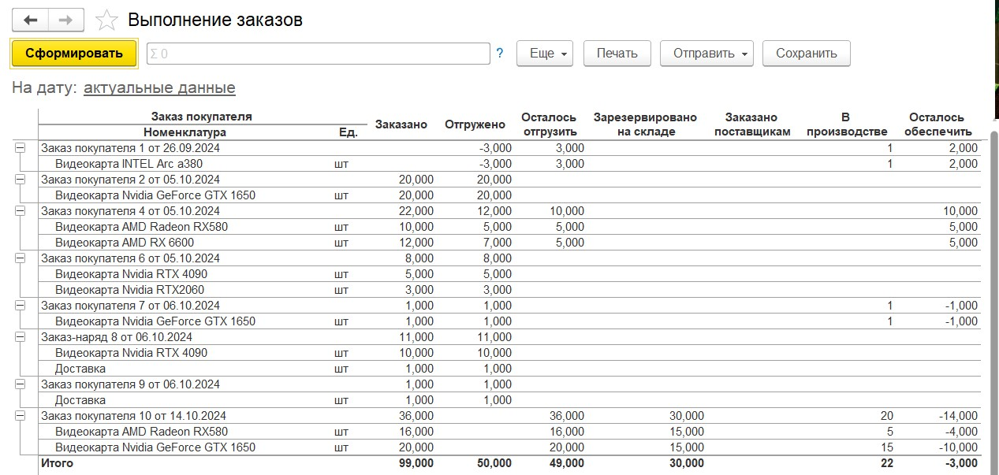 Выполнение заказов
Сформировать Σ 0 ? Еще Печать Отправить Сохранить
На дату: актуальные данные
Заказ покупателя Заказано Отгружено Осталось отгрузить Зарезервировано на складе Заказано поставщикам В производстве Осталось обеспечить
Номенклатура Ед.
Заказ покупателя 1 от 26.09.2024 -3,000 3,000 1 2,000
Видеокарта INTEL Arc a380 шт -3,000 3,000 1 2,000
Заказ покупателя 2 от 05.10.2024 20,000 20,000
Видеокарта Nvidia GeForce GTX 1650 шт 20,000 20,000
Заказ покупателя 4 от 05.10.2024 22,000 12,000 10,000 10,000
Видеокарта AMD Radeon RX580 шт 10,000 5,000 5,000 5,000
Видеокарта AMD RX 6600 шт 12,000 7,000 5,000 5,000
Заказ покупателя 6 от 05.10.2024 8,000 8,000
Видеокарта Nvidia RTX 4090 шт 5,000 5,000
Видеокарта Nvidia RTX2060 шт 3,000 3,000
Заказ покупателя 7 от 06.10.2024 1,000 1,000 1 -1,000
Видеокарта Nvidia GeForce GTX 1650 шт 1,000 1,000 1 -1,000
Заказ-наряд 8 от 06.10.2024 11,000 11,000
Видеокарта Nvidia RTX 4090 шт 10,000 10,000
Доставка шт 1,000 1,000
Заказ покупателя 9 от 06.10.2024 1,000 1,000
Доставка шт 1,000 1,000
Заказ покупателя 10 от 14.10.2024 36,000 36,000 30,000 20 -14,000
Видеокарта AMD Radeon RX580 шт 16,000 16,000 15,000 5 -4,000
Видеокарта Nvidia GeForce GTX 1650 шт 20,000 20,000 15,000 15 -10,000
Итого 99,000 50,000 49,000 30,000 22 -3,000